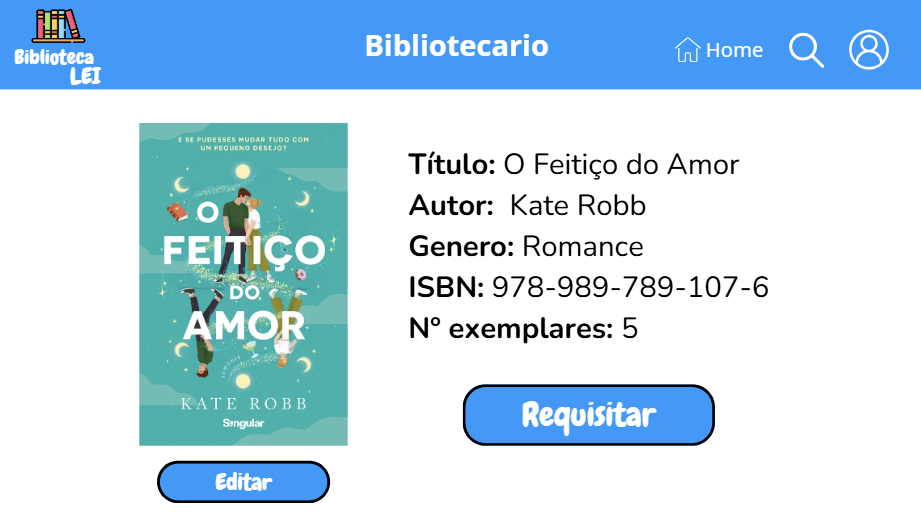 Biblioteca
LEI
Bibliotecario
Home
E SE PUDESSES MUDAR TUDO COM
UM PEQUENO DESEJO?
O
FEITIÇO
DO
AMOR
KATE ROBB
Singular
Título: O Feitiço do Amor
Autor: Kate Robb
Genero: Romance
ISBN: 978-989-789-107-6
Nº exemplares: 5
Requisitar
Editar